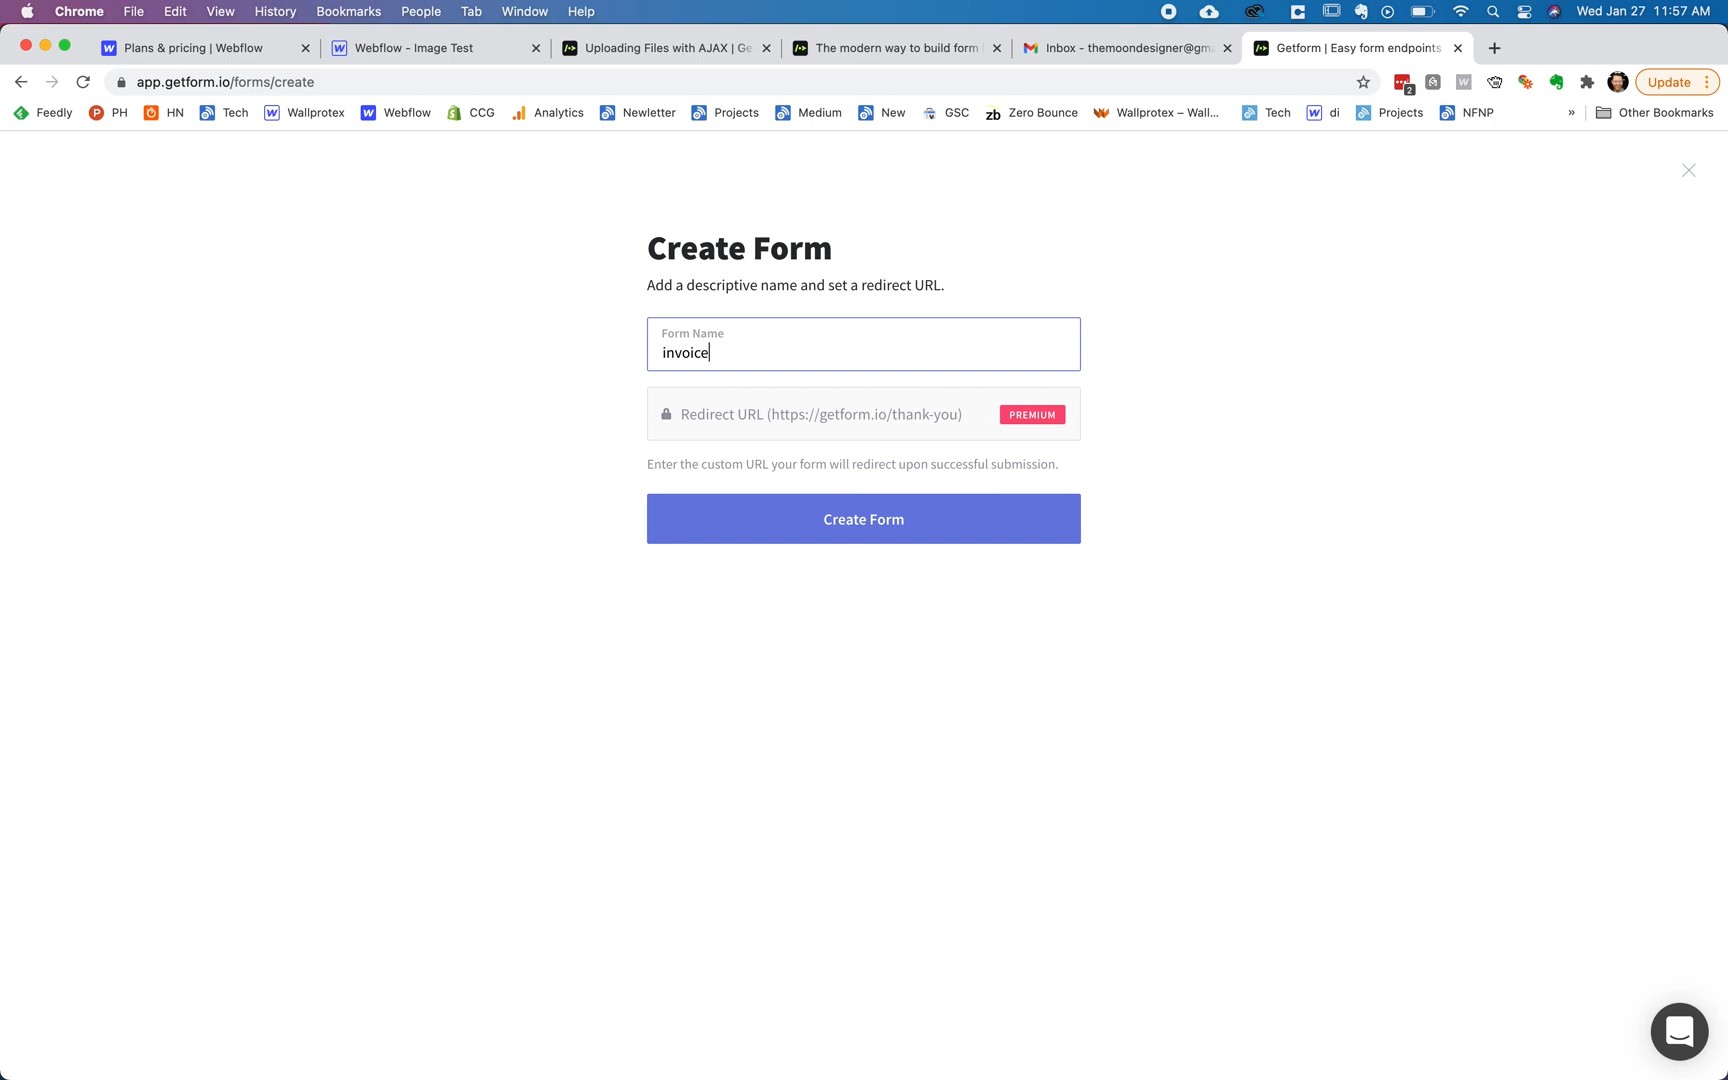 Chrome File Edit View History Bookmarks People Tab Window Help Wed Jan 27 11:57 AM
Plans & pricing | Webflow Webflow - Image Test Uploading Files with AJAX | Ge The modern way to build form Inbox - themoondesigner@gma Getform | Easy form endpoints
app.getform.io/forms/create 2 Update
Feedly PH HN Tech Wallprotex Webflow CCG Analytics Newletter Projects Medium New GSC Zero Bounce Wallprotex – Wall... Tech di Projects NFNP » Other Bookmarks
Create Form
Add a descriptive name and set a redirect URL.
Form Name
invoice
Redirect URL (https://getform.io/thank-you) PREMIUM
Enter the custom URL your form will redirect upon successful submission.
Create Form